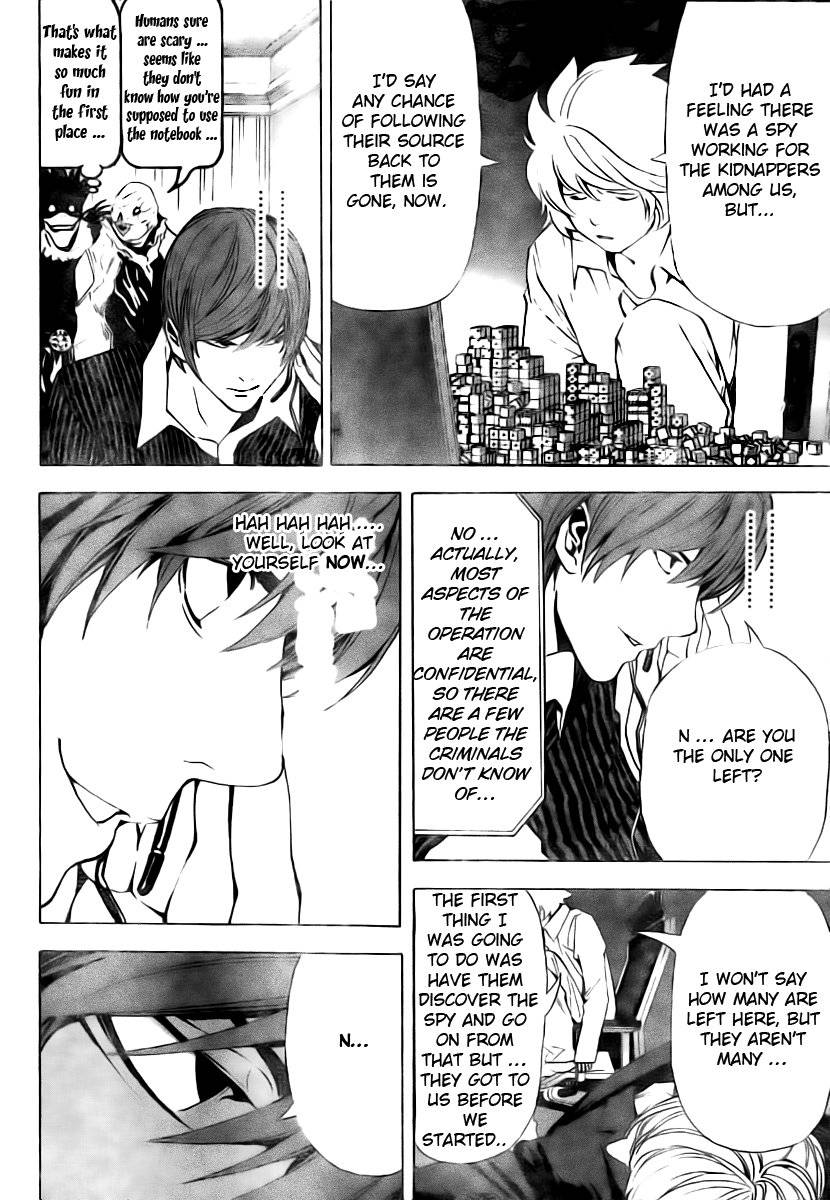 I'D HAD A
FEELING THERE
WAS A SPY
WORKING FOR
THE KIDNAPPERS
AMONG US,
BUT...
I'D SAY
ANY CHANCE
OF FOLLOWING
THEIR SOURCE
BACK TO
THEM IS
GONE, NOW.
Humans sure
are scary ...
seems like
they don't
know how you're
supposed to use
the notebook ...
That's what
makes it
so much
fun in
the first
place ...
N ... ARE YOU
THE ONLY ONE
LEFT?
NO ...
ACTUALLY,
MOST
ASPECTS OF
THE
OPERATION
ARE
CONFIDENTIAL,
SO THERE
ARE A FEW
PEOPLE THE
CRIMINALS
DON'T KNOW
OF...
HAH HAH HAH ....
WELL, LOOK AT
YOURSELF NOW...
I WON'T SAY
HOW MANY ARE
LEFT HERE, BUT
THEY AREN'T
MANY ...
THE FIRST
THING I
WAS GOING
TO DO WAS
HAVE THEM
DISCOVER THE
SPY AND GO
ON FROM
THAT BUT ...
THEY GOT TO
US BEFORE
WE
STARTED..
N...